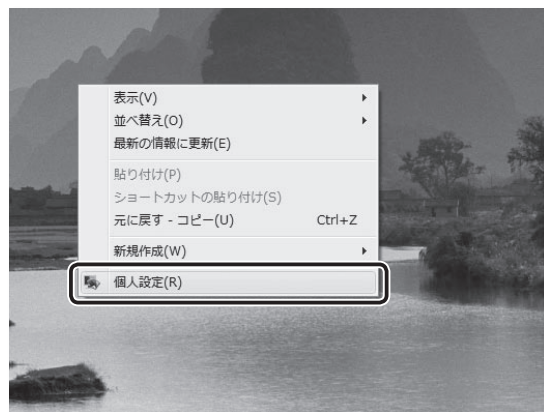 表示(V)
並べ替え(O)
最新の情報に更新(E)
貼り付け(P)
ショートカットの貼り付け(S)
元に戻す - コピー(U) Ctrl+Z
新規作成(W)
個人設定(R)